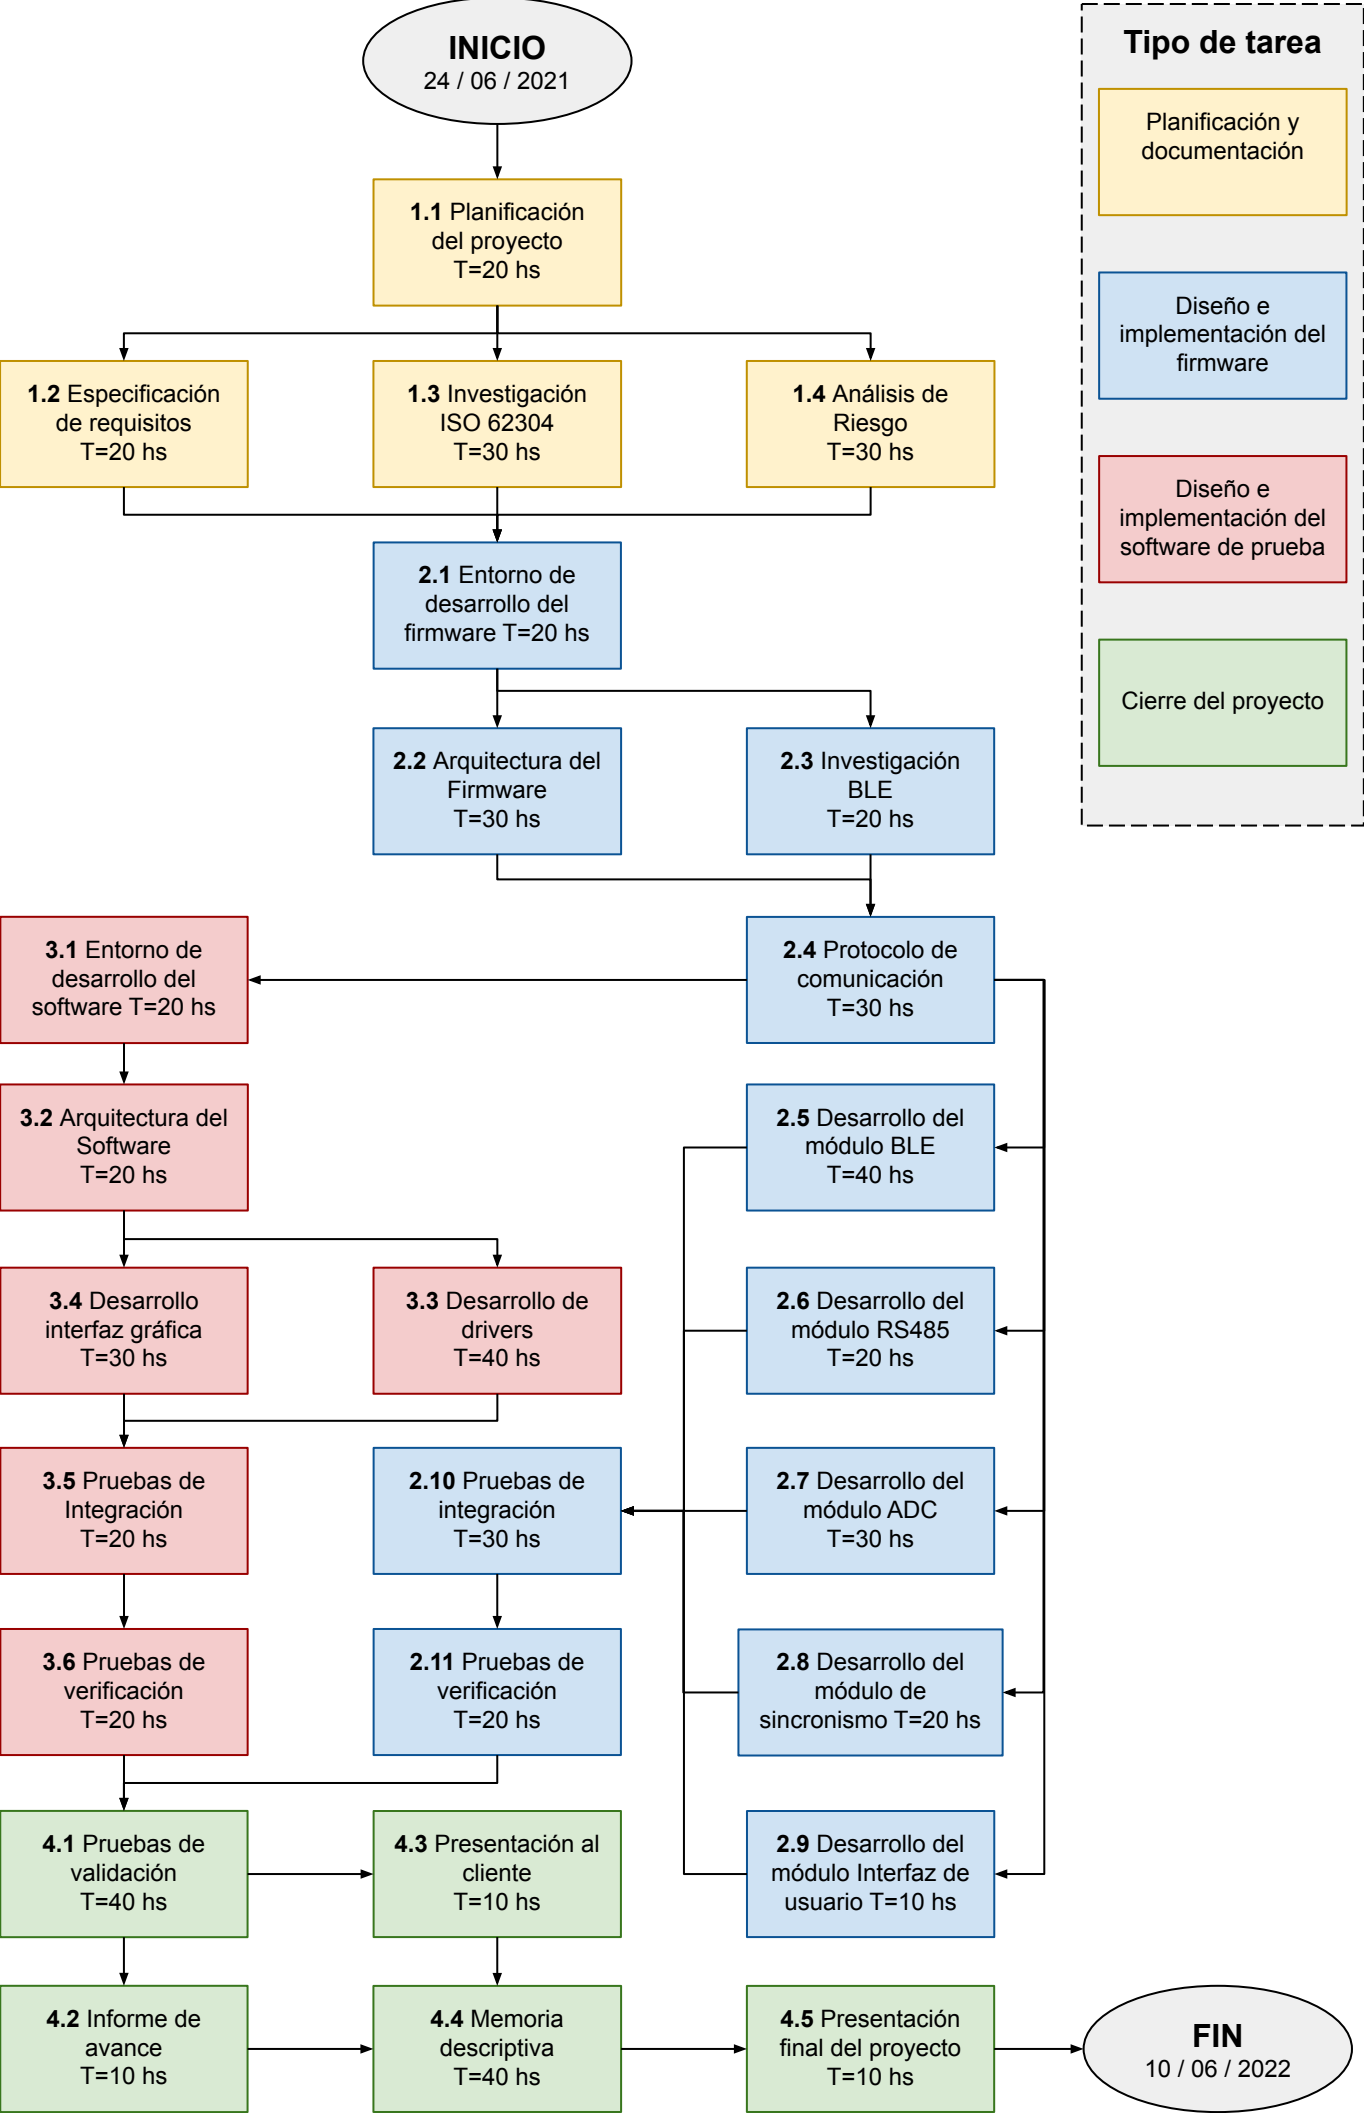 INICIO
24 / 06 / 2021
Tipo de tarea
Planificación y
documentación
Diseño e
implementación del
firmware
Diseño e
implementación del
software de prueba
Cierre del proyecto
1.1 Planificación
del proyecto
T=20 hs
1.2 Especificación
de requisitos
T=20 hs
1.3 Investigación
ISO 62304
T=30 hs
1.4 Análisis de
Riesgo
T=30 hs
2.1 Entorno de
desarrollo del
firmware T=20 hs
2.2 Arquitectura del
Firmware
T=30 hs
2.3 Investigación
BLE
T=20 hs
3.1 Entorno de
desarrollo del
software T=20 hs
2.4 Protocolo de
comunicación
T=30 hs
3.2 Arquitectura del
Software
T=20 hs
2.5 Desarrollo del
módulo BLE
T=40 hs
3.4 Desarrollo
interfaz gráfica
T=30 hs
3.3 Desarrollo de
drivers
T=40 hs
2.6 Desarrollo del
módulo RS485
T=20 hs
3.5 Pruebas de
Integración
T=20 hs
2.10 Pruebas de
integración
T=30 hs
2.7 Desarrollo del
módulo ADC
T=30 hs
3.6 Pruebas de
verificación
T=20 hs
2.11 Pruebas de
verificación
T=20 hs
2.8 Desarrollo del
módulo de
sincronismo T=20 hs
4.1 Pruebas de
validación
T=40 hs
4.3 Presentación al
cliente
T=10 hs
2.9 Desarrollo del
módulo Interfaz de
usuario T=10 hs
4.2 Informe de
avance
T=10 hs
4.4 Memoria
descriptiva
T=40 hs
4.5 Presentación
final del proyecto
T=10 hs
FIN
10 / 06 / 2022